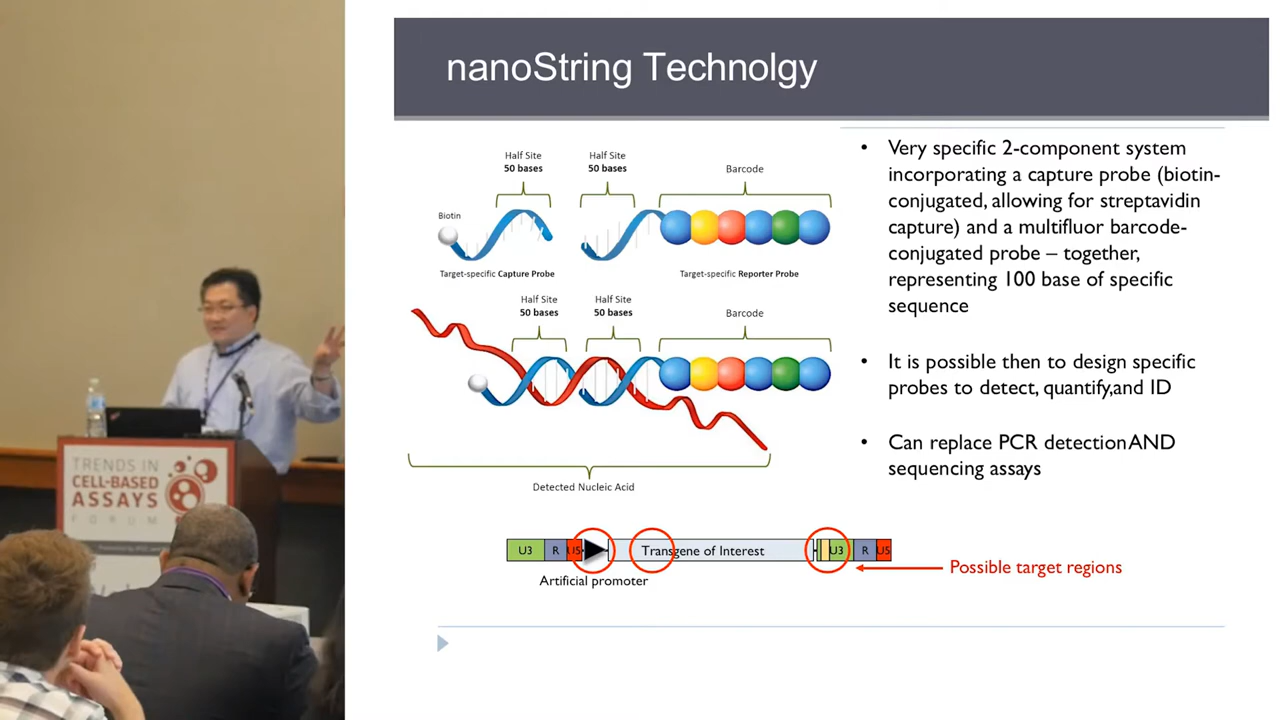 nanoString Technolgy
Half Site
50 bases
Half Site
50 bases
Barcode
Biotin
Target-specific Capture Probe
Target-specific Reporter Probe
Half Site
50 bases
Half Site
50 bases
Barcode
Detected Nucleic Acid
• Very specific 2-component system
incorporating a capture probe (biotin-
conjugated, allowing for streptavidin
capture) and a multifluor barcode-
conjugated probe – together,
representing 100 base of specific
sequence
• It is possible then to design specific
probes to detect, quantify,and ID
• Can replace PCR detectionAND
sequencing assays
U3 R U5 Transgene of Interest U3 R U5
Artificial promoter
Possible target regions
TRENDS IN
CELL-BASED
ASSAYS
FORUM